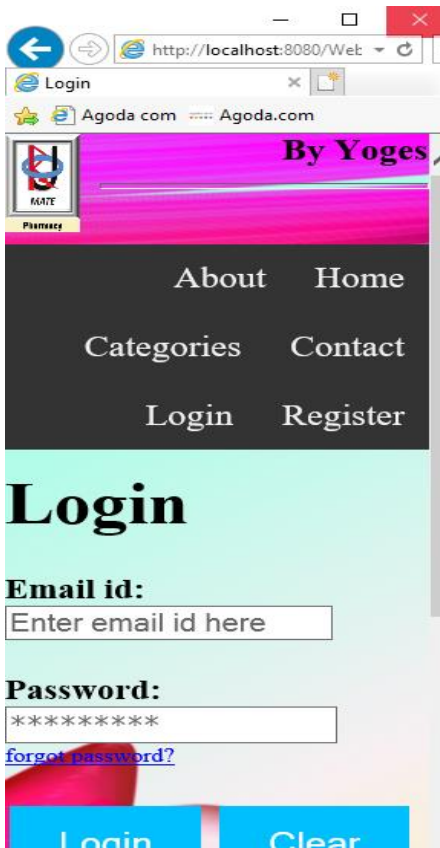 http://localhost:8080/Web
Login
Agoda com Agoda.com
By Yoges
MATE
Pharmacy
About Home
Categories Contact
Login Register
Login
Email id:
Enter email id here
Password:
*********
forgot password?
Login Clear